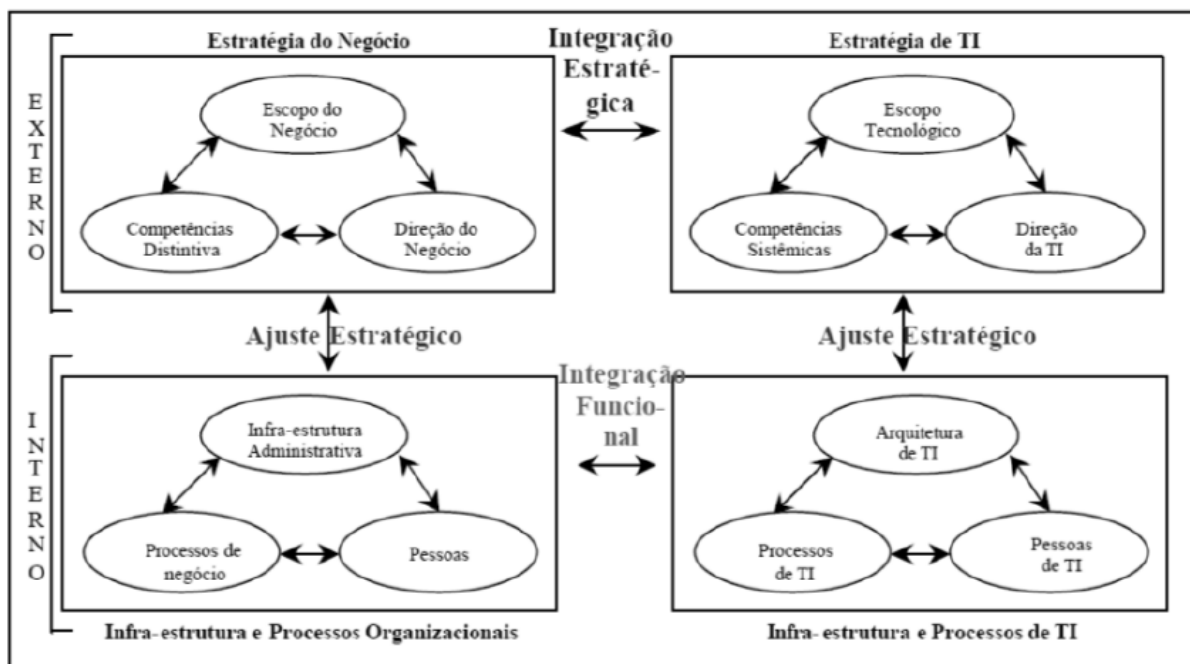 Estratégia do Negócio
Integração
Estraté-
gica
Estratégia de TI
EXTERNO
Escopo do
Negócio
Competências
Distintiva
Direção do
Negócio
Escopo
Tecnológico
Competências
Sistêmicas
Direção
da TI
Ajuste Estratégico
Ajuste Estratégico
INTERNO
Integração
Funcio-
nal
Infra-estrutura
Administrativa
Processos de
negócio
Pessoas
Arquitetura
de TI
Processos
de TI
Pessoas
de TI
Infra-estrutura e Processos Organizacionais
Infra-estrutura e Processos de TI